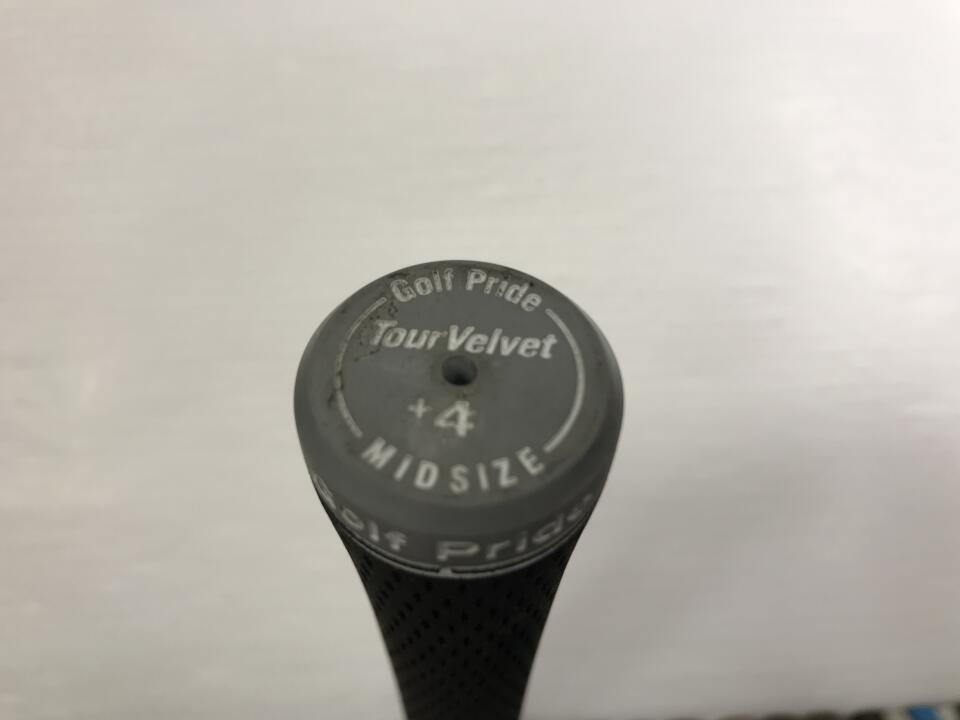 Golf Pride
TourVelvet
+4
MIDSIZE
Golf Pride